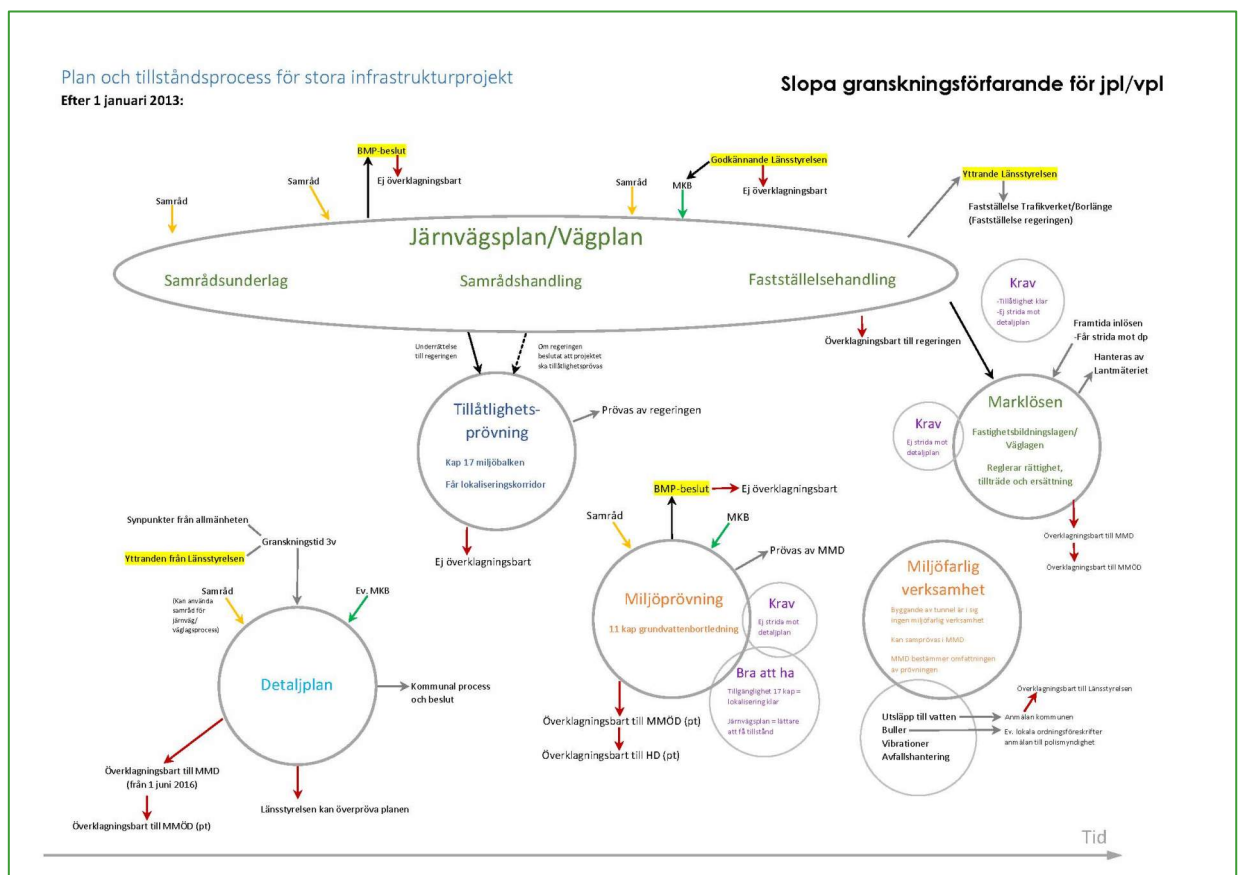 Plan och tillståndsprocess för stora infrastrukturprojekt
Efter 1 januari 2013:
Slopa granskningsförfarande för jpl/vpl
Samråd
Samråd
BMP-beslut
Ej överklagningsbart
Samråd
MKB
Godkännande Länsstyrelsen
Ej överklagningsbart
Yttrande Länsstyrelsen
Fastställelse Trafikverket/Borlänge
(Fastställelse regeringen)
Järnvägsplan/Vägplan
Samrådsunderlag
Samrådshandling
Fastställelsehandling
Krav
-Tillåtlighet klar
-Ej strida mot
detaljplan
Underrättelse
till regeringen
Om regeringen
beslutat att projektet
ska tillåtlighetsprövas
Överklagningsbart till regeringen
Framtida inlösen
-Får strida mot dp
Hanteras av
Lantmäteriet
Tillåtlighets-
prövning
Kap 17 miljöbalken
Får lokaliseringskorridor
Prövas av regeringen
Ej överklagningsbart
Krav
Ej strida mot
detaljplan
Marklösen
Fastighetsbildningslagen/
Väglagen
Reglerar rättighet,
tillträde och ersättning
Överklagningsbart till MMD
Överklagningsbart till MMÖD
Synpunkter från allmänheten
Granskningstid 3v
Yttranden från Länsstyrelsen
Samråd
(Kan använda
samråd för
järnväg/
väglagsprocess)
Ev. MKB
Detaljplan
Kommunal process
och beslut
Överklagningsbart till MMD
(från 1 juni 2016)
Överklagningsbart till MMÖD (pt)
Länsstyrelsen kan överpröva planen
BMP-beslut
Ej överklagningsbart
Samråd
MKB
Prövas av MMD
Miljöprövning
11 kap grundvattenbortledning
Krav
Ej strida mot
detaljplan
Bra att ha
Tillgänglighet 17 kap =
lokalisering klar
Järnvägsplan = lättare
att få tillstånd
Överklagningsbart till MMÖD (pt)
Överklagningsbart till HD (pt)
Miljöfarlig
verksamhet
Byggande av tunnel är i sig
ingen miljöfarlig verksamhet
Kan samprövas i MMD
MMD bestämmer omfattningen
av prövningen
Överklagningsbart till Länsstyrelsen
Utsläpp till vatten
Anmälan kommunen
Buller
Ev. lokala ordningsföreskrifter
anmälan till polismyndighet
Vibrationer
Avfallshantering
Tid